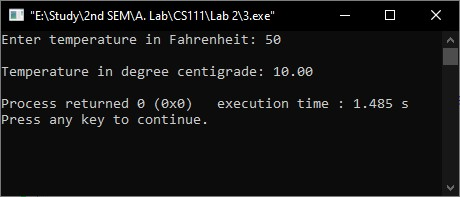 "E:\Study\2nd SEM\A. Lab\CS111\Lab 2\3.exe"
Enter temperature in Fahrenheit: 50
Temperature in degree centigrade: 10.00
Process returned 0 (0x0)   execution time : 1.485 s
Press any key to continue.